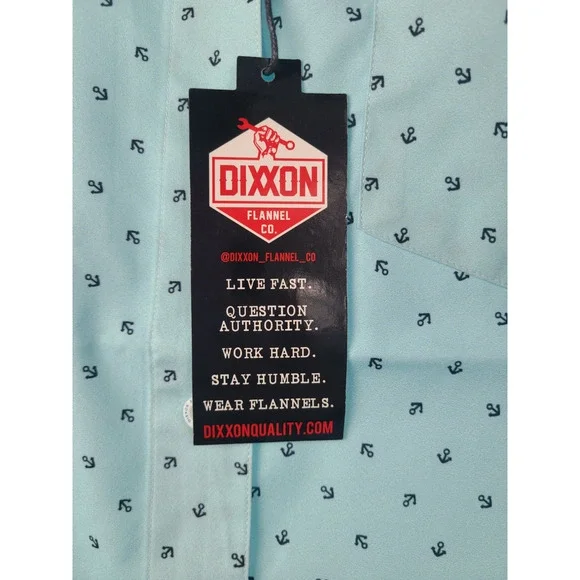 DIXXON
FLANNEL
CO.
@DIXXON_FLANNEL_CO
LIVE FAST.
QUESTION
AUTHORITY.
WORK HARD.
STAY HUMBLE.
WEAR FLANNELS.
DIXXONQUALITY.COM